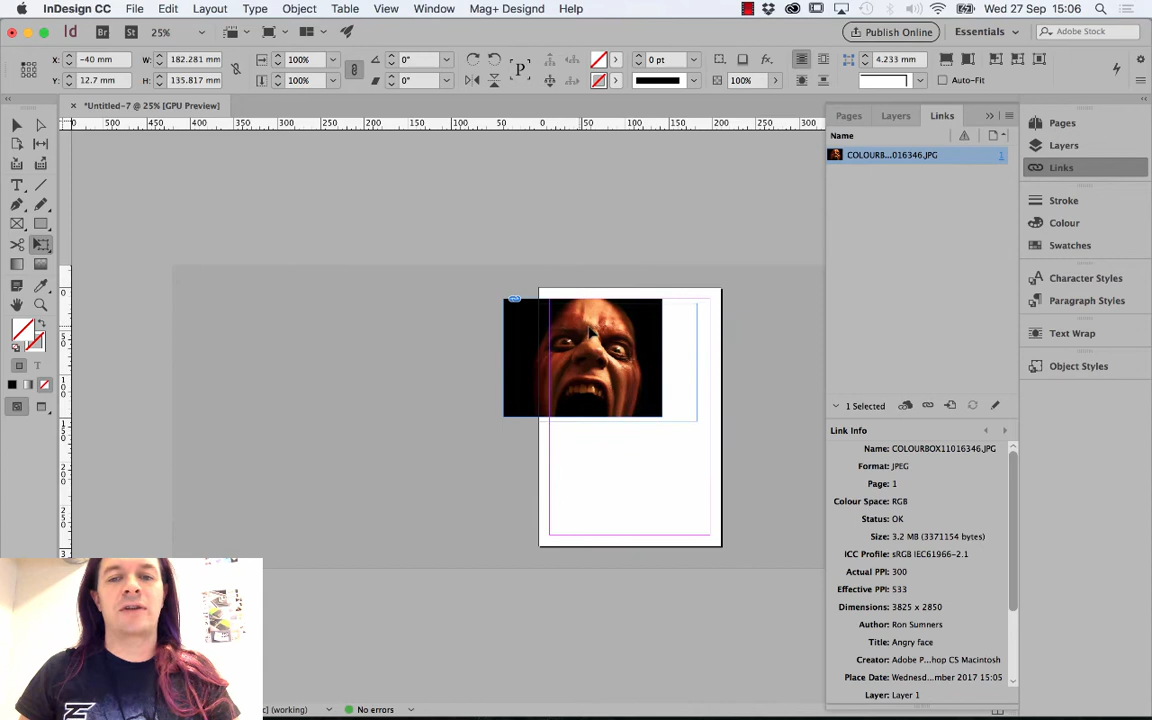 InDesign CC File Edit Layout Type Object Table View Window Mag+ Designd Help Wed 27 Sep 15:06
Id Br St 25% Publish Online Essentials Adobe Stock
X: -40 mm W: 182.281 mm 100% 0° P 0 pt fx. 4.233 mm
Y: 12.7 mm H: 135.817 mm 100% 0° 100% Auto-Fit
*Untitled-7 @ 25% [GPU Preview]
Pages Layers Links
500 450 400 350 300 250 200 150 100 50 0 50 100 150 200 250 300
Name
COLOURB...016346.JPG 1
Pages
Layers
Links
Stroke
Colour
Swatches
Character Styles
Paragraph Styles
Text Wrap
Object Styles
1 Selected
Link Info
Name: COLOURBOX11016346.JPG
Format: JPEG
Page: 1
Colour Space: RGB
Status: OK
Size: 3.2 MB (3371154 bytes)
ICC Profile: sRGB IEC61966-2.1
Actual PPI: 300
Effective PPI: 533
Dimensions: 3825 x 2850
Author: Ron Sumners
Title: Angry face
Creator: Adobe P...hop CS Macintosh
Place Date: Wednesd...mber 2017 15:05
Layer: Layer 1
c] (working) No errors